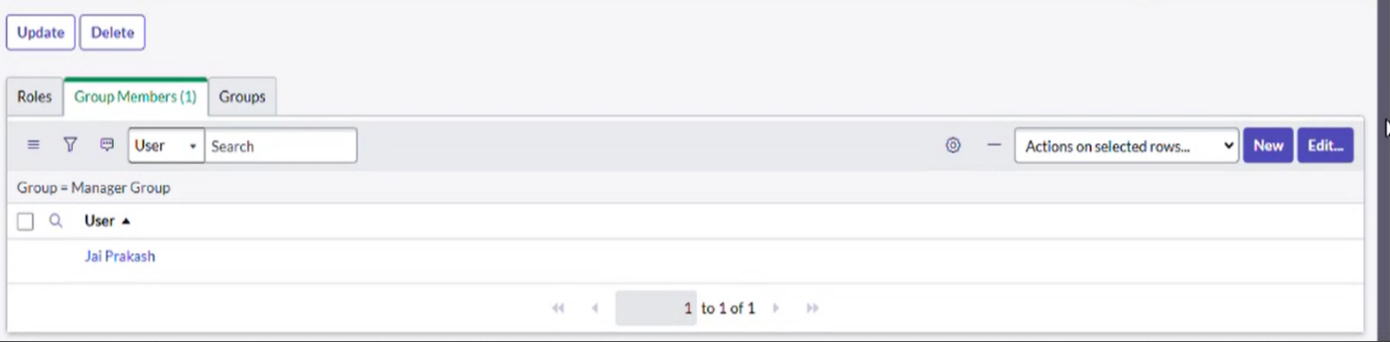 Update Delete
Roles Group Members (1) Groups
User Search Actions on selected rows... New Edit...
Group = Manager Group
User
Jai Prakash
1 to 1 of 1